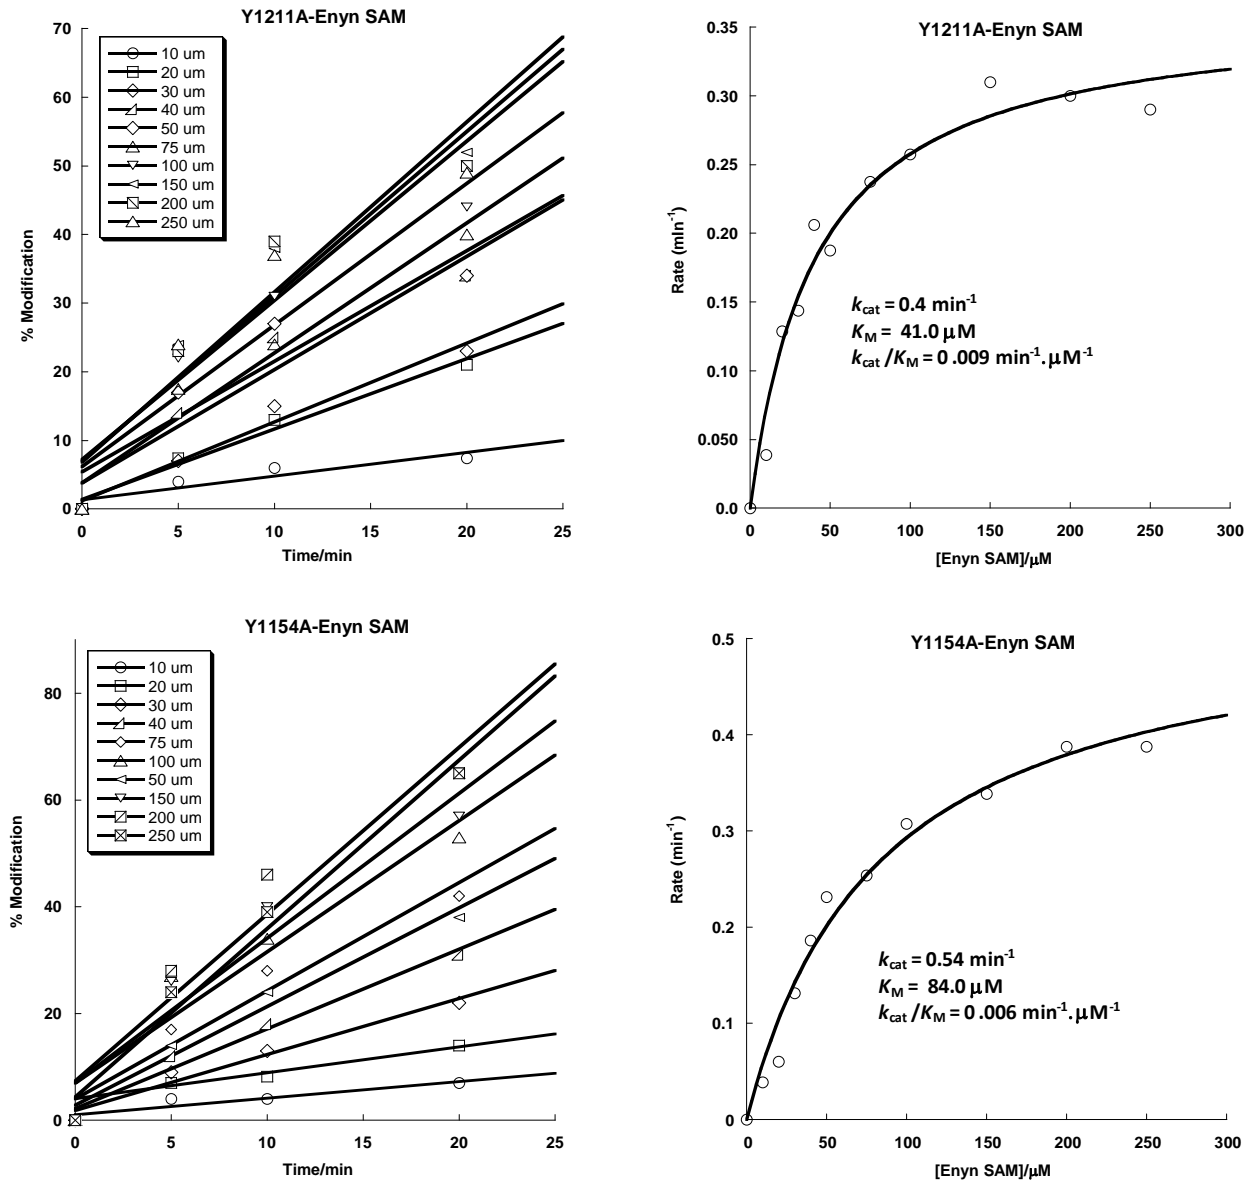 Y1211A-Enyn SAM
70
60
50
40
30
20
10
0
% Modification
10 um
20 um
30 um
40 um
50 um
75 um
100 um
150 um
200 um
250 um
0 5 10 15 20 25
Time/min
Y1211A-Enyn SAM
0.35
0.30
0.25
0.20
0.15
0.10
0.050
0.0
Rate (mIn⁻¹)
kcat = 0.4 min⁻¹
KM = 41.0 μM
kcat /KM = 0 .009 min⁻¹.μM⁻¹
0 50 100 150 200 250 300
[Enyn SAM]/μM
Y1154A-Enyn SAM
80
60
40
20
0
% Modification
10 um
20 um
30 um
40 um
75 um
100 um
50 um
150 um
200 um
250 um
0 5 10 15 20 25
Time/min
Y1154A-Enyn SAM
0.5
0.4
0.3
0.2
0.1
0
Rate (min⁻¹)
kcat = 0.54 min⁻¹
KM = 84.0 μM
kcat /KM = 0 .006 min⁻¹.μM⁻¹
0 50 100 150 200 250 300
[Enyn SAM]/μM